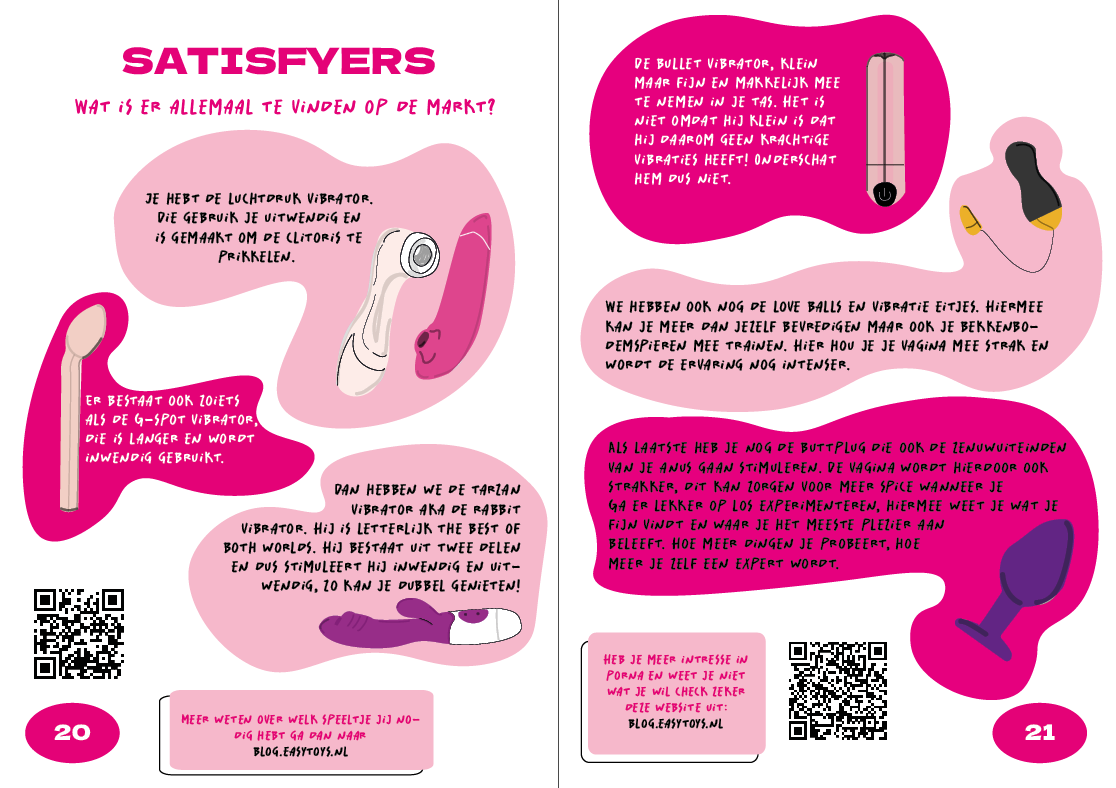 SATISFYERS
WAT IS ER ALLEMAAL TE VINDEN OP DE MARKT?
JE HEBT DE LUCHTDRUK VIBRATOR.
DIE GEBRUIK JE UITWENDIG EN
IS GEMAAKT OM DE CLITORIS TE
PRIKKELEN.
ER BESTAAT OOK ZOIETS
ALS DE G-SPOT VIBRATOR,
DIE IS LANGER EN WORDT
INWENDIG GEBRUIKT.
DAN HEBBEN WE DE TARZAN
VIBRATOR AKA DE RABBIT
VIBRATOR. HIJ IS LETTERLIJK THE BEST OF
BOTH WORLDS. HIJ BESTAAT UIT TWEE DELEN
EN DUS STIMULEERT HIJ INWENDIG EN UIT-
WENDIG, ZO KAN JE DUBBEL GENIETEN!
MEER WETEN OVER WELK SPEELTJE JIJ NO-
DIG HEBT GA DAN NAAR
BLOG.EASYTOYS.NL
20
DE BULLET VIBRATOR, KLEIN
MAAR FIJN EN MAKKELIJK MEE
TE NEMEN IN JE TAS. HET IS
NIET OMDAT HIJ KLEIN IS DAT
HIJ DAAROM GEEN KRACHTIGE
VIBRATIES HEEFT! ONDERSCHAT
HEM DUS NIET.
WE HEBBEN OOK NOG DE LOVE BALLS EN VIBRATIE EITJES. HIERMEE
KAN JE MEER DAN JEZELF BEVREDIGEN MAAR OOK JE BEKKENBO-
DEMSPIEREN MEE TRAINEN. HIER HOU JE JE VAGINA MEE STRAK EN
WORDT DE ERVARING NOG INTENSER.
ALS LAATSTE HEB JE NOG DE BUTTPLUG DIE OOK DE ZENUWUITEINDEN
VAN JE ANUS GAAN STIMULEREN. DE VAGINA WORDT HIERDOOR OOK
STRAKKER, DIT KAN ZORGEN VOOR MEER SPICE WANNEER JE
GA ER LEKKER OP LOS EXPERIMENTEREN, HIERMEE WEET JE WAT JE
FIJN VINDT EN WAAR JE HET MEESTE PLEZIER AAN
BELEEFT. HOE MEER DINGEN JE PROBEERT, HOE
MEER JE ZELF EEN EXPERT WORDT.
HEB JE MEER INTRESSE IN
PORNA EN WEET JE NIET
WAT JE WIL CHECK ZEKER
DEZE WEBSITE UIT:
BLOG.EASYTOYS.NL
21